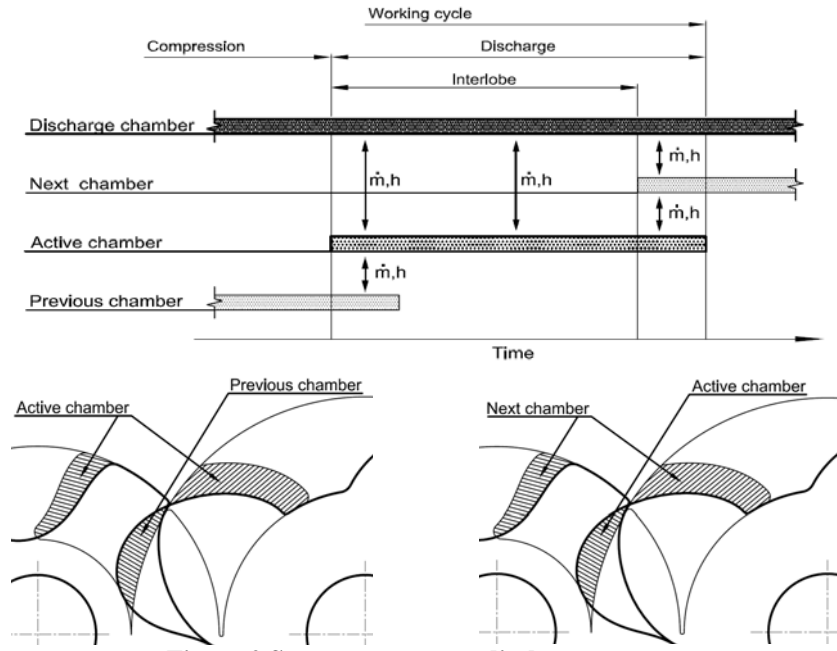 Working cycle
Compression
Discharge
Interlobe
Discharge chamber
ṁ,h
Next chamber
ṁ,h
ṁ,h
ṁ,h
Active chamber
ṁ,h
Previous chamber
Time
Previous chamber
Active chamber
Active chamber
Next chamber